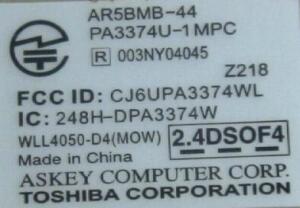 AR5BMB-44
PA3374U-1MPC
R 003NY04045
Z218
FCC ID: CJ6UPA3374WL
IC: 248H-DPA3374W
WLL4050-D4(MOW) 2.4DSOF4
Made in China
ASKEY COMPUTER CORP.
TOSHIBA CORPORATION